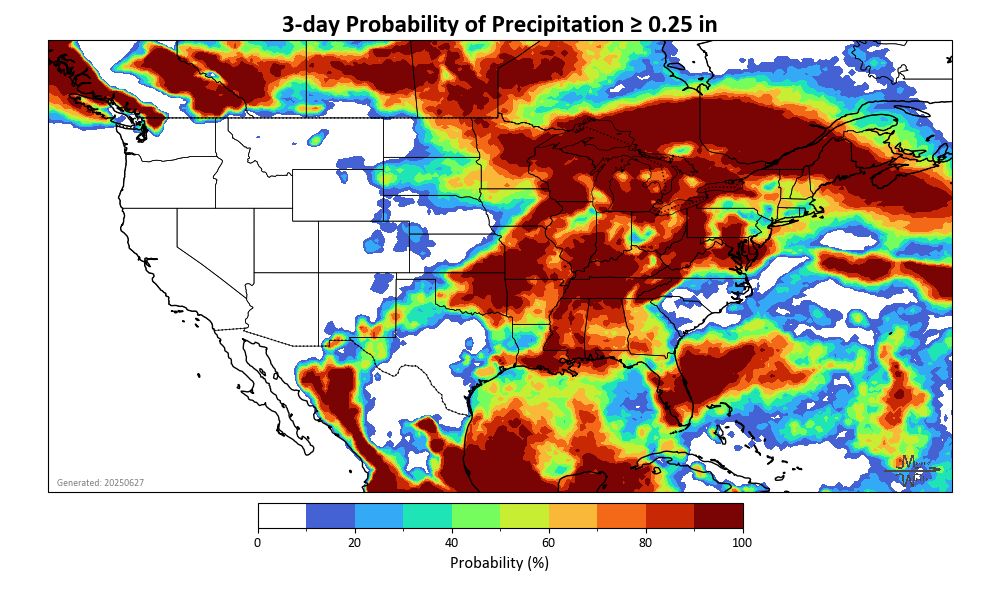 3-day Probability of Precipitation ≥ 0.25 in
Generated: 20250627
0 20 40 60 80 100
Probability (%)